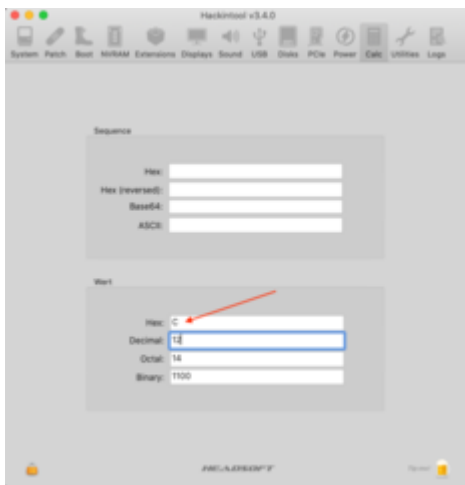 Hackintool v3.4.0
System Patch Boot NVRAM Extensions Displays Sound USB Disks PCIe Power Calc Utilities Logs
Sequence
Hex:
Hex (reversed):
Base64:
ASCII:
Wert
Hex: C
Decimal: 12
Octal: 14
Binary: 1100
HEADSOFT